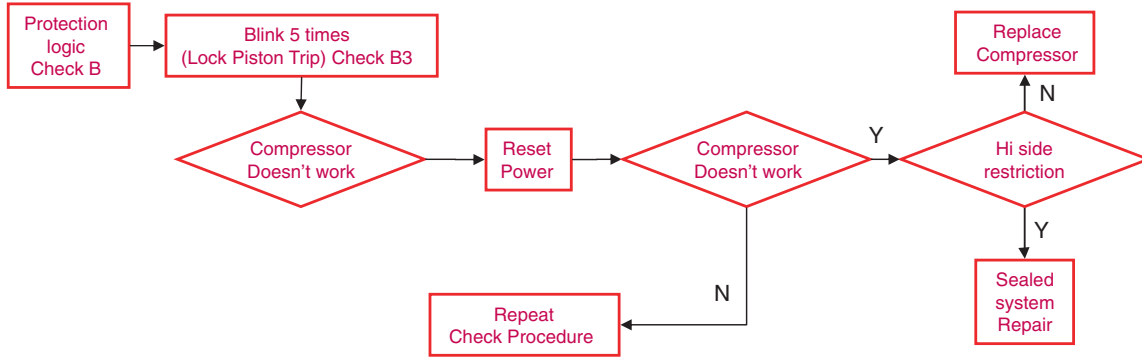 Protection
logic
Check B
Blink 5 times
(Lock Piston Trip) Check B3
Compressor
Doesn't work
Reset
Power
Compressor
Doesn't work
Y
Hi side
restriction
N
Replace
Compressor
Y
Sealed
system
Repair
N
Repeat
Check Procedure